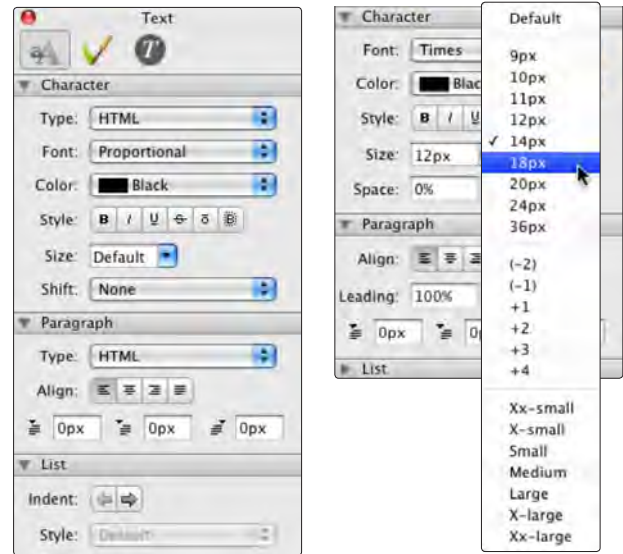 Text
Character
Type: HTML
Font: Proportional
Color: Black
Style: B I U S
Size: Default
Shift: None
Paragraph
Type: HTML
Align:
0px 0px 0px
List
Indent:
Style: Default
Character
Font: Times
Color: Blac
Style: B I U
Size: 12px
Space: 0%
Paragraph
Align:
Leading: 100%
0px 0
List
Default
9px
10px
11px
12px
✓ 14px
18px
20px
24px
36px
(-2)
(-1)
+1
+2
+3
+4
Xx-small
X-small
Small
Medium
Large
X-large
Xx-large